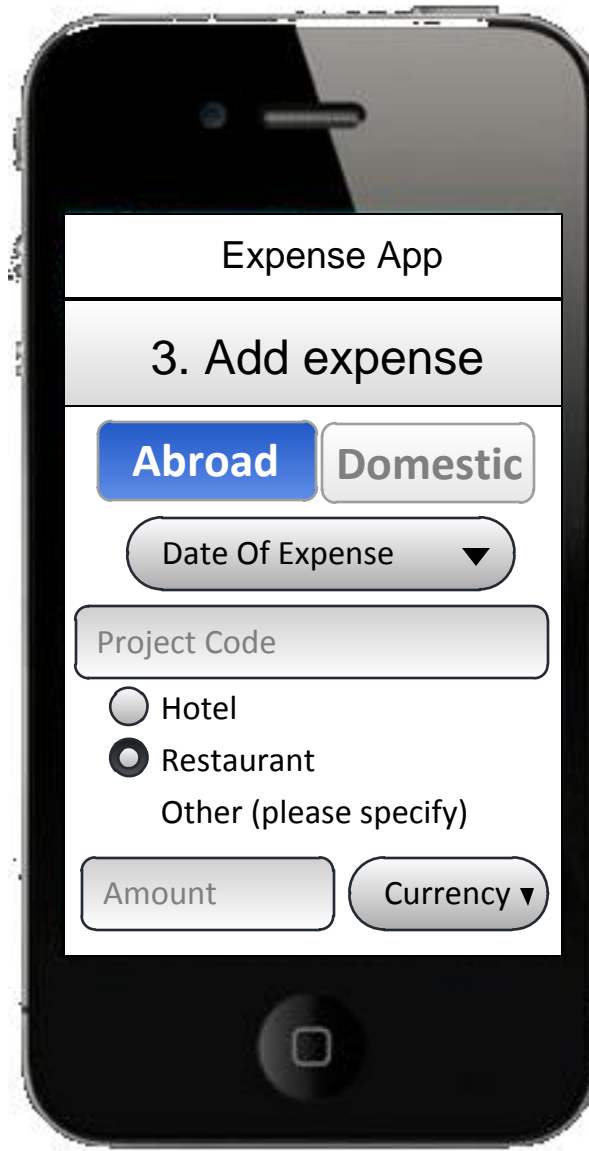 Expense App
3. Add expense
Abroad Domestic
Date Of Expense
Project Code
Hotel
Restaurant
Other (please specify)
Amount Currency